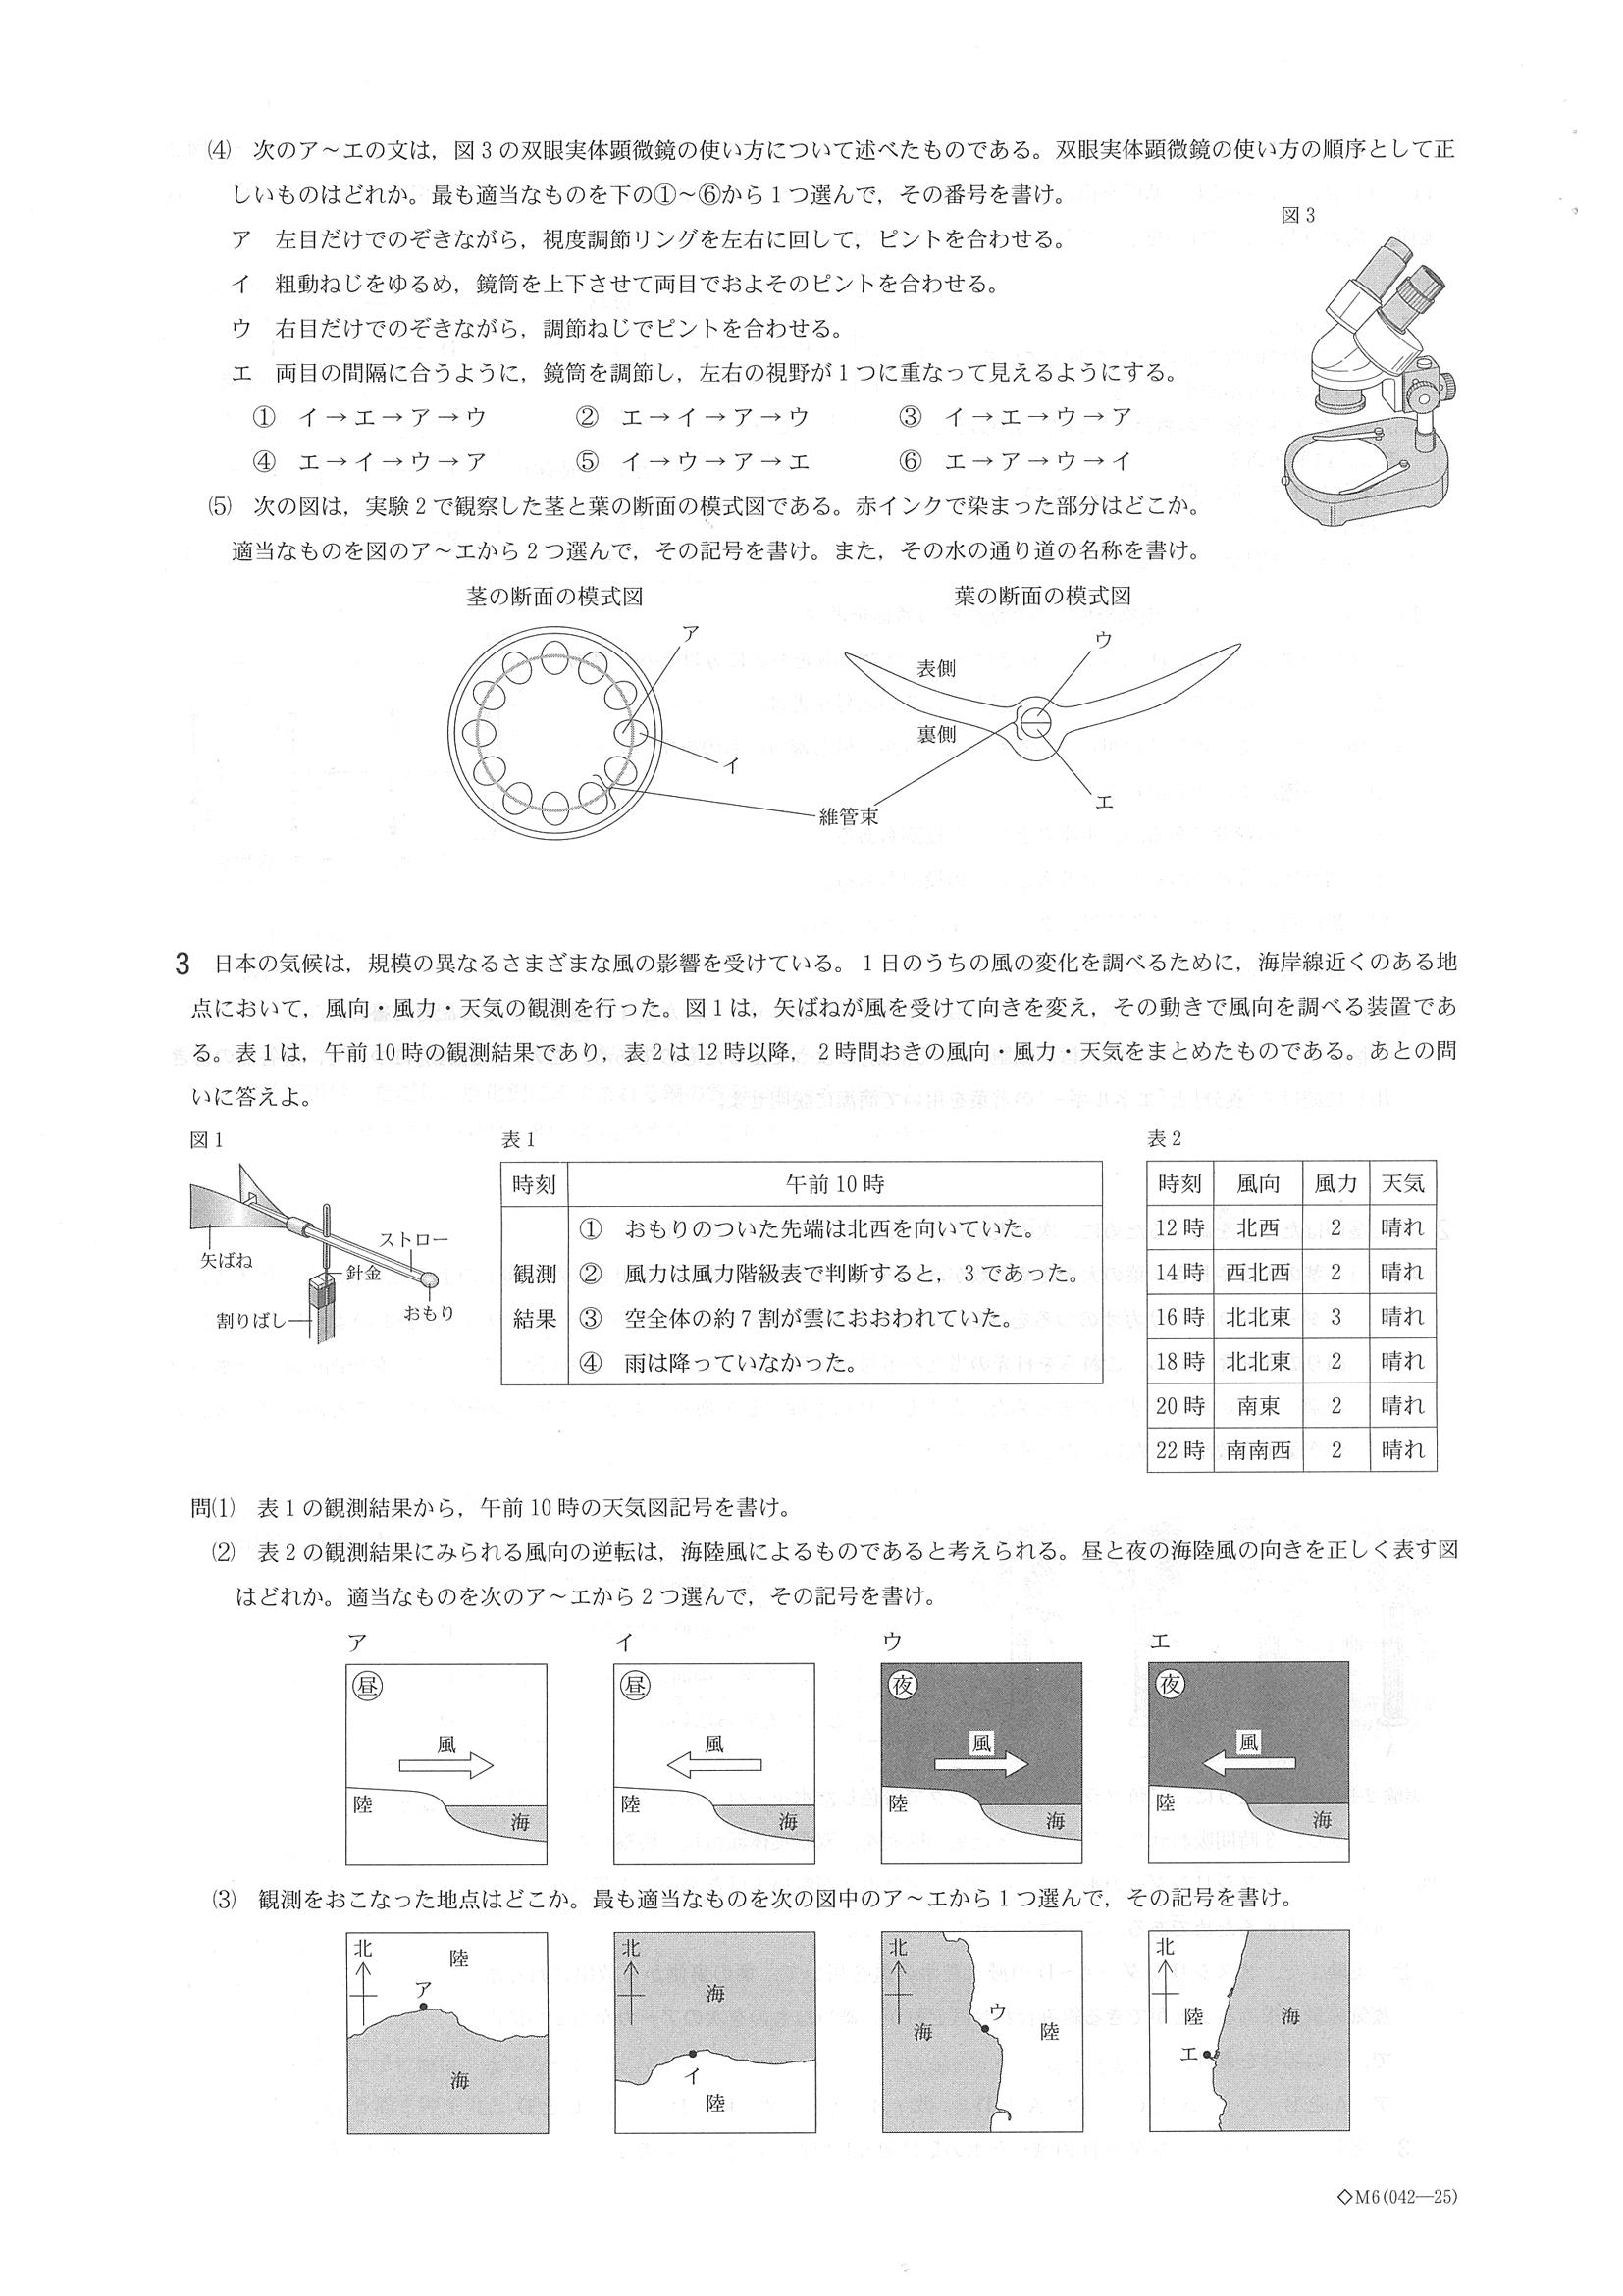 (4) 次のア～エの文は，図3の双眼実体顕微鏡の使い方について述べたものである。双眼実体顕微鏡の使い方の順序として正
しいものはどれか。最も適当なものを下の①～⑥から1つ選んで，その番号を書け。
図3
ア 左目だけでのぞきながら，視度調節リングを左右に回して，ピントを合わせる。
イ 粗動ねじをゆるめ，鏡筒を上下させて両目でおよそのピントを合わせる。
ウ 右目だけでのぞきながら，調節ねじでピントを合わせる。
エ 両目の間隔に合うように，鏡筒を調節し，左右の視野が1つに重なって見えるようにする。
① イ→エ→ア→ウ ② エ→イ→ア→ウ ③ イ→エ→ウ→ア
④ エ→イ→ウ→ア ⑤ イ→ウ→ア→エ ⑥ エ→ア→ウ→イ
(5) 次の図は，実験2で観察した茎と葉の断面の模式図である。赤インクで染まった部分はどこか。
適当なものを図のア～エから2つ選んで，その記号を書け。また，その水の通り道の名称を書け。
茎の断面の模式図 葉の断面の模式図
ア
ウ
表側
裏側
イ
エ
維管束
3 日本の気候は，規模の異なるさまざまな風の影響を受けている。1日のうちの風の変化を調べるために，海岸線近くのある地
点において，風向・風力・天気の観測を行った。図1は，矢ばねが風を受けて向きを変え，その動きで風向を調べる装置であ
る。表1は，午前10時の観測結果であり，表2は12時以降，2時間おきの風向・風力・天気をまとめたものである。あとの問
いに答えよ。
図1
矢ばね
ストロー
針金
割りばし
おもり
表1
時刻 午前10時
観測
結果
① おもりのついた先端は北西を向いていた。
② 風力は風力階級表で判断すると，3であった。
③ 空全体の約7割が雲におおわれていた。
④ 雨は降っていなかった。
表2
時刻 風向 風力 天気
12時 北西 2 晴れ
14時 西北西 2 晴れ
16時 北北東 3 晴れ
18時 北北東 2 晴れ
20時 南東 2 晴れ
22時 南南西 2 晴れ
問(1) 表1の観測結果から，午前10時の天気図記号を書け。
(2) 表2の観測結果にみられる風向の逆転は，海陸風によるものであると考えられる。昼と夜の海陸風の向きを正しく表す図
はどれか。適当なものを次のア～エから2つ選んで，その記号を書け。
ア イ ウ エ
昼 昼 夜 夜
風 風 風 風
陸 海 陸 海 陸 海 陸 海
(3) 観測をおこなった地点はどこか。最も適当なものを次の図中のア～エから1つ選んで，その記号を書け。
北 陸 ア 海
北 海 イ 陸
北 海 ウ 陸
北 陸 エ 海
◇M6(042—25)